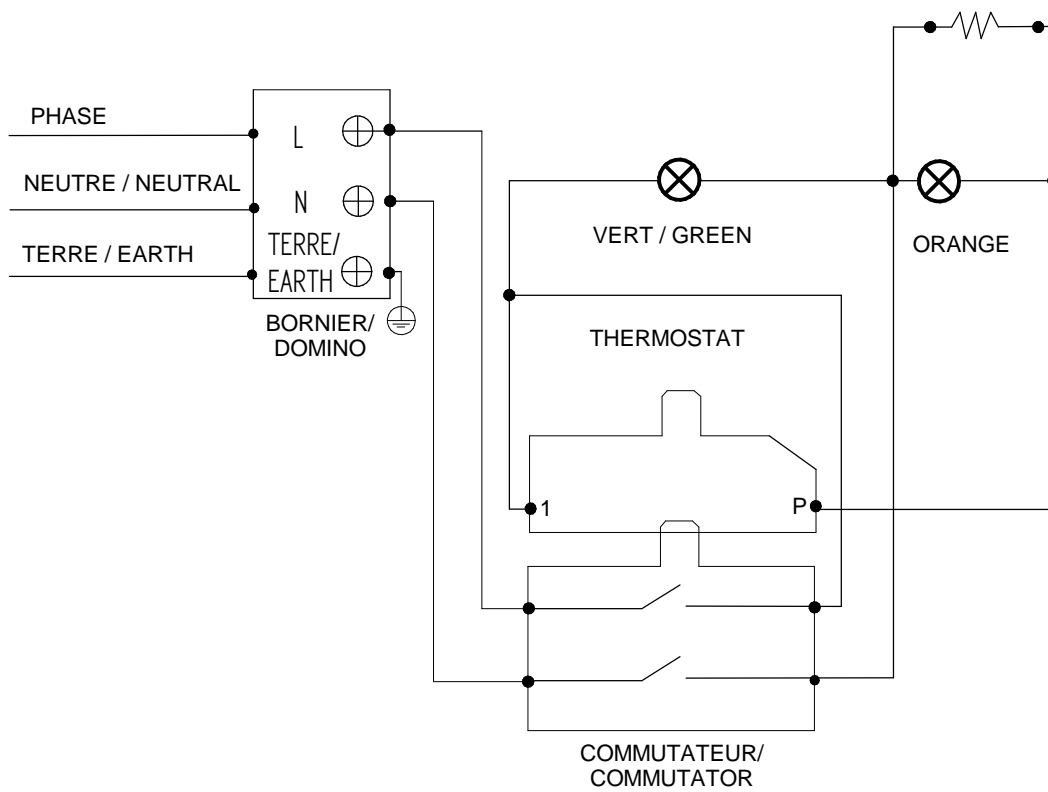 PHASE
L
NEUTRE / NEUTRAL
N
TERRE / EARTH
TERRE/
EARTH
BORNIER/
DOMINO
VERT / GREEN
ORANGE
THERMOSTAT
1
P
COMMUTATEUR/
COMMUTATOR